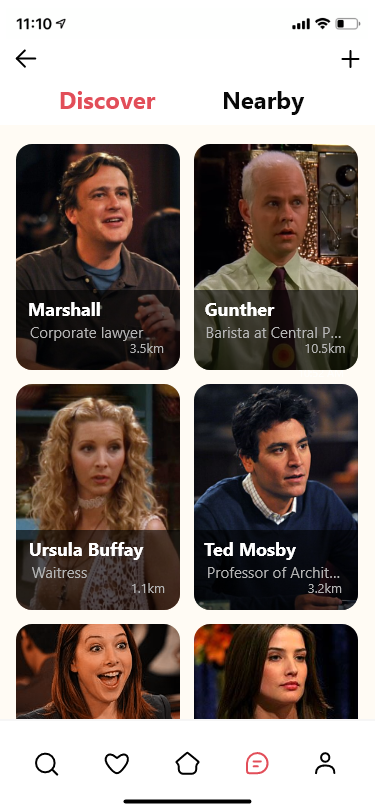 11:10
Discover Nearby
Marshall
Corporate lawyer
3.5km
Gunther
Barista at Central P...
10.5km
Ursula Buffay
Waitress
1.1km
Ted Mosby
Professor of Archit...
3.2km